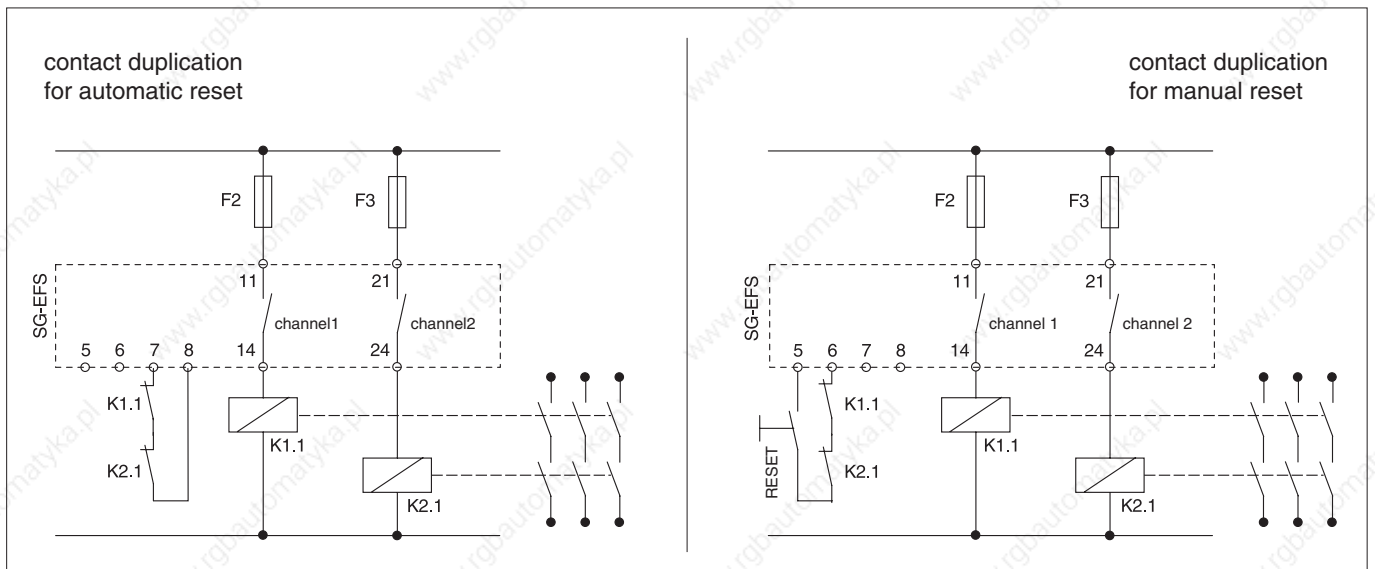 contact duplication
for automatic reset
F2
F3
SG-EFS
11
21
channel1
channel2
5
6
7
8
14
24
K1.1
K2.1
K1.1
K2.1
contact duplication
for manual reset
F2
F3
SG-EFS
11
21
channel 1
channel 2
5
6
7
8
14
24
RESET
K1.1
K2.1
K1.1
K2.1
www.rgbautomatyka.pl